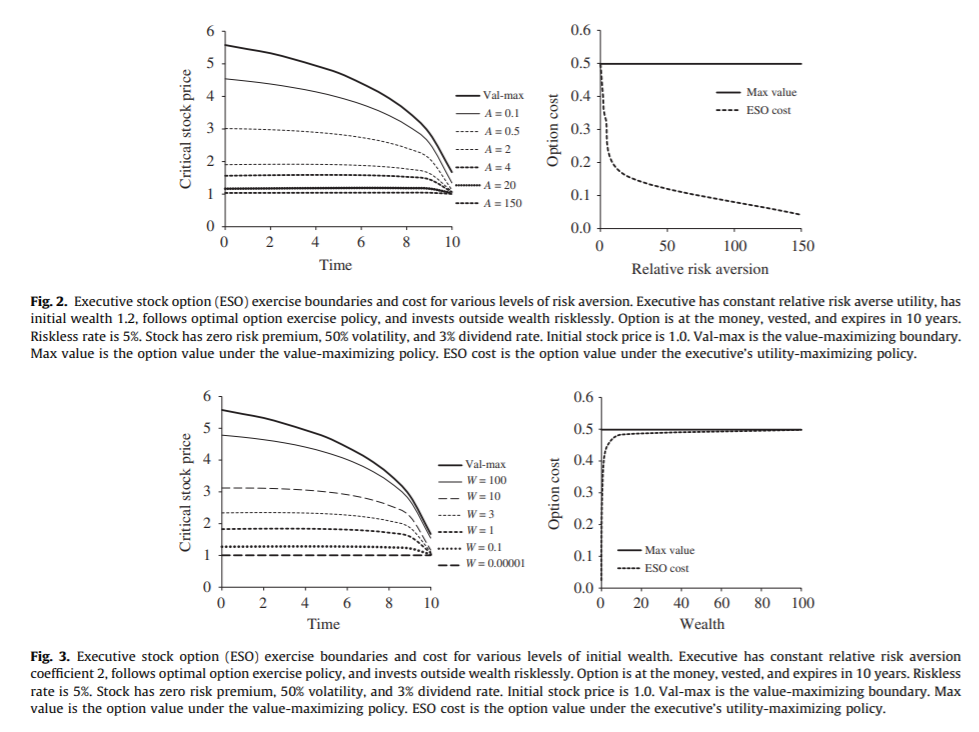 6
5
4
3
2
1
0
Critical stock price
0 2 4 6 8 10
Time
Val-max
A = 0.1
A = 0.5
A = 2
A = 4
A = 20
A = 150
0.6
0.5
0.4
0.3
0.2
0.1
0.0
Option cost
0 50 100 150
Relative risk aversion
Max value
ESO cost
Fig. 2. Executive stock option (ESO) exercise boundaries and cost for various levels of risk aversion. Executive has constant relative risk averse utility, has
initial wealth 1.2, follows optimal option exercise policy, and invests outside wealth risklessly. Option is at the money, vested, and expires in 10 years.
Riskless rate is 5%. Stock has zero risk premium, 50% volatility, and 3% dividend rate. Initial stock price is 1.0. Val-max is the value-maximizing boundary.
Max value is the option value under the value-maximizing policy. ESO cost is the option value under the executive's utility-maximizing policy.
6
5
4
3
2
1
0
Critical stock price
0 2 4 6 8 10
Time
Val-max
W = 100
W = 10
W = 3
W = 1
W = 0.1
W = 0.00001
0.6
0.5
0.4
0.3
0.2
0.1
0.0
Option cost
0 20 40 60 80 100
Wealth
Max value
ESO cost
Fig. 3. Executive stock option (ESO) exercise boundaries and cost for various levels of initial wealth. Executive has constant relative risk aversion
coefficient 2, follows optimal option exercise policy, and invests outside wealth risklessly. Option is at the money, vested, and expires in 10 years. Riskless
rate is 5%. Stock has zero risk premium, 50% volatility, and 3% dividend rate. Initial stock price is 1.0. Val-max is the value-maximizing boundary. Max
value is the option value under the value-maximizing policy. ESO cost is the option value under the executive's utility-maximizing policy.